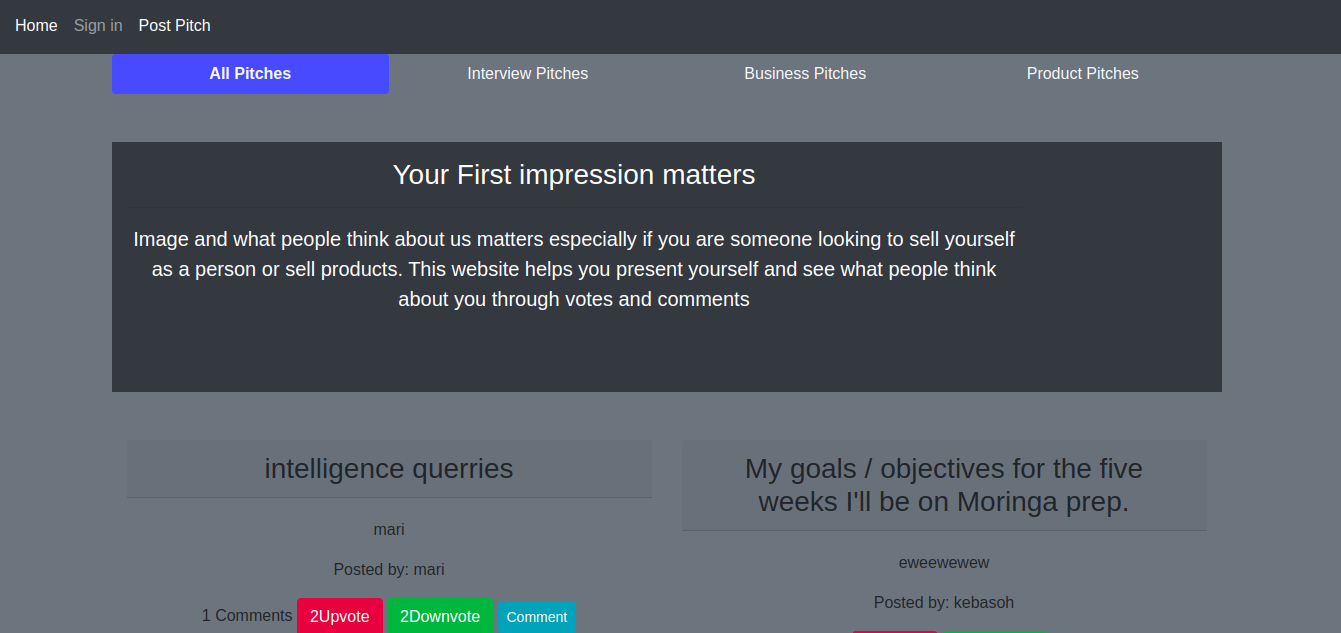 Home Sign in Post Pitch
All Pitches Interview Pitches Business Pitches Product Pitches
Your First impression matters
Image and what people think about us matters especially if you are someone looking to sell yourself
as a person or sell products. This website helps you present yourself and see what people think
about you through votes and comments
intelligence querries
mari
Posted by: mari
1 Comments 2Upvote 2Downvote Comment
My goals / objectives for the five
weeks I'll be on Moringa prep.
eweewewew
Posted by: kebasoh